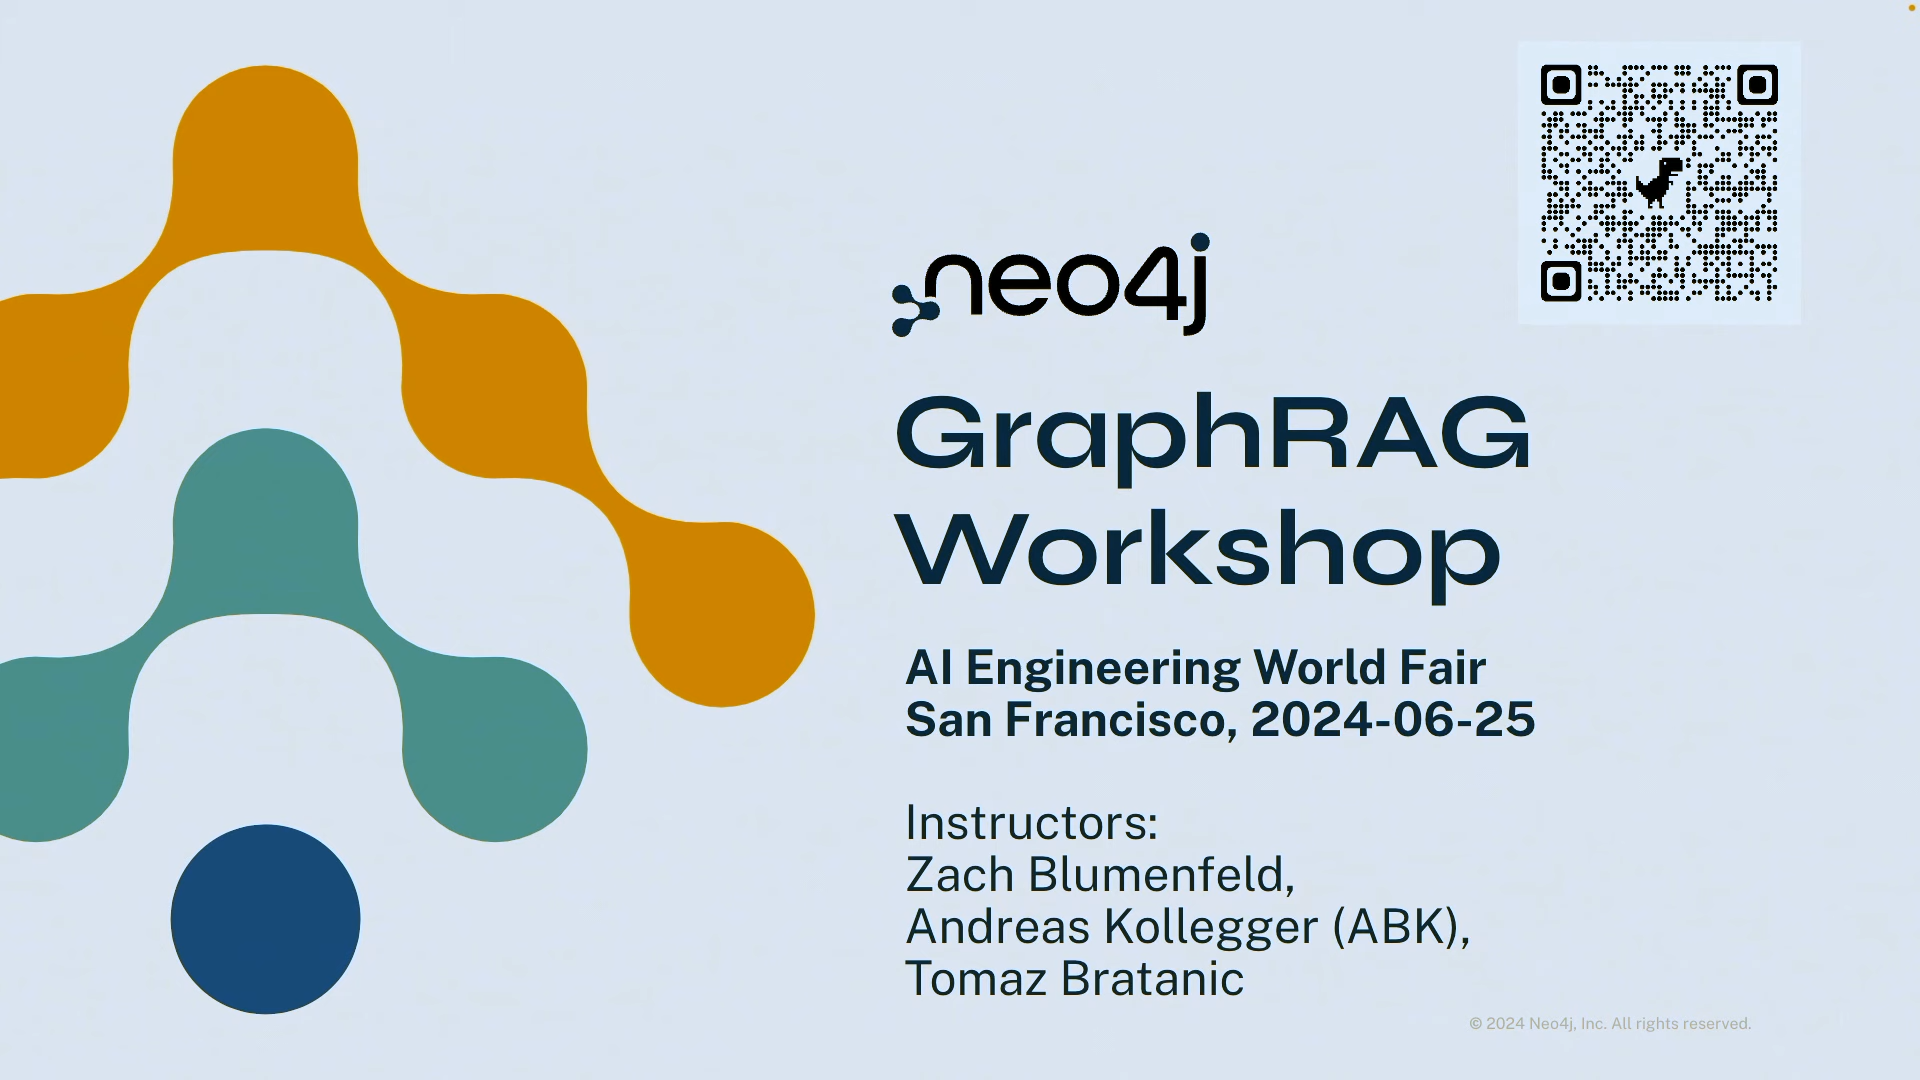 neo4j
GraphRAG
Workshop
AI Engineering World Fair
San Francisco, 2024-06-25
Instructors:
Zach Blumenfeld,
Andreas Kollegger (ABK),
Tomaz Bratanic
© 2024 Neo4j, Inc. All rights reserved.